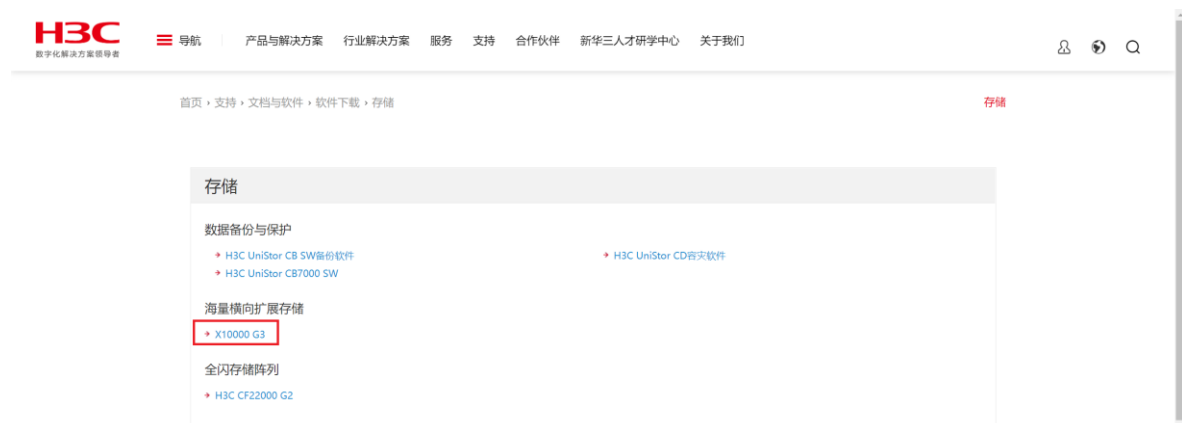 H3C
数字化解决方案领导者
导航 产品与解决方案 行业解决方案 服务 支持 合作伙伴 新华三人才研学中心 关于我们
首页 › 支持 › 文档与软件 › 软件下载 › 存储 存储
存储
数据备份与保护
H3C UniStor CB SW备份软件 H3C UniStor CD容灾软件
H3C UniStor CB7000 SW
海量横向扩展存储
X10000 G3
全闪存储阵列
H3C CF22000 G2